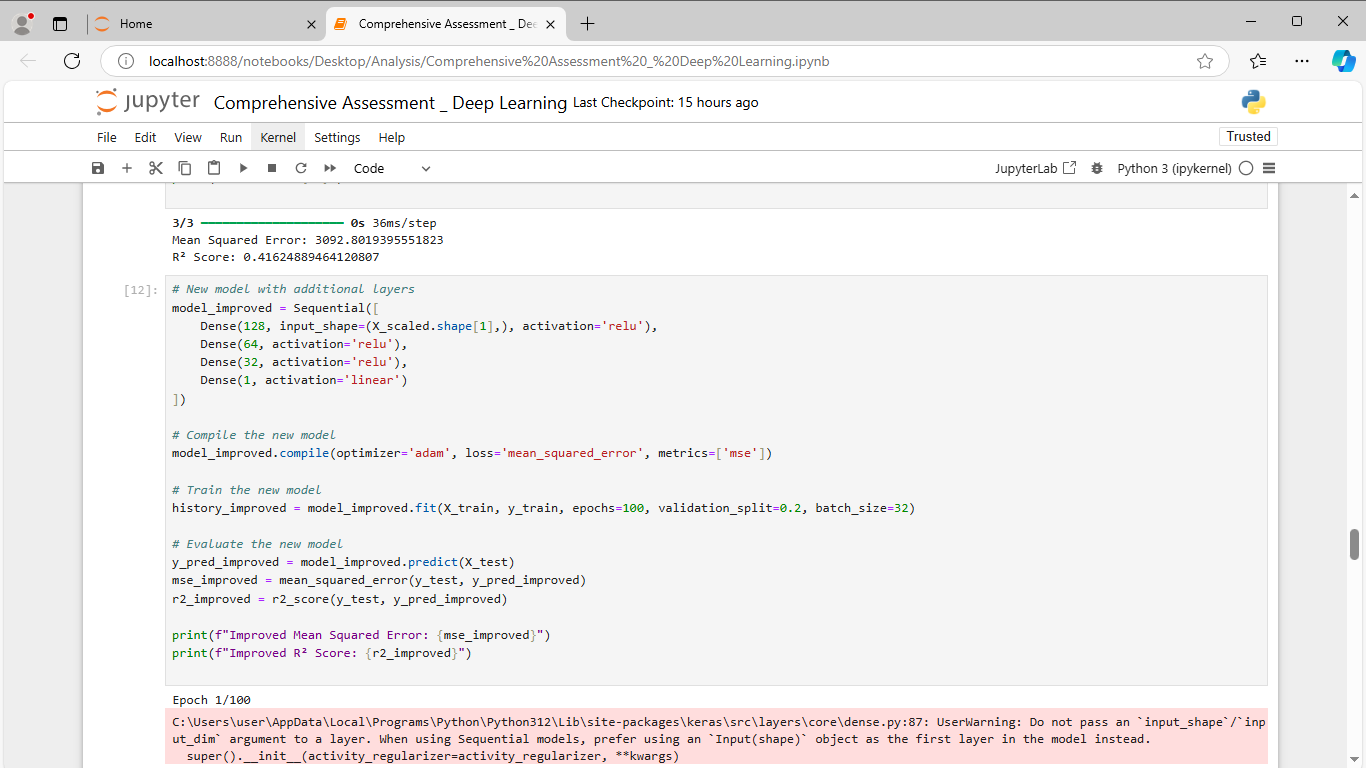 Home
Comprehensive Assessment _ Dee
localhost:8888/notebooks/Desktop/Analysis/Comprehensive%20Assessment%20_%20Deep%20Learning.ipynb
jupyter Comprehensive Assessment _ Deep Learning Last Checkpoint: 15 hours ago
File Edit View Run Kernel Settings Help Trusted
Code JupyterLab Python 3 (ipykernel)
3/3 0s 36ms/step
Mean Squared Error: 3092.8019395551823
R² Score: 0.41624889464120807
[12]: # New model with additional layers
model_improved = Sequential([
    Dense(128, input_shape=(X_scaled.shape[1],), activation='relu'),
    Dense(64, activation='relu'),
    Dense(32, activation='relu'),
    Dense(1, activation='linear')
])
# Compile the new model
model_improved.compile(optimizer='adam', loss='mean_squared_error', metrics=['mse'])
# Train the new model
history_improved = model_improved.fit(X_train, y_train, epochs=100, validation_split=0.2, batch_size=32)
# Evaluate the new model
y_pred_improved = model_improved.predict(X_test)
mse_improved = mean_squared_error(y_test, y_pred_improved)
r2_improved = r2_score(y_test, y_pred_improved)
print(f"Improved Mean Squared Error: {mse_improved}")
print(f"Improved R² Score: {r2_improved}")
Epoch 1/100
C:\Users\user\AppData\Local\Programs\Python\Python312\Lib\site-packages\keras\src\layers\core\dense.py:87: UserWarning: Do not pass an `input_shape`/`inp
ut_dim` argument to a layer. When using Sequential models, prefer using an `Input(shape)` object as the first layer in the model instead.
  super().__init__(activity_regularizer=activity_regularizer, **kwargs)